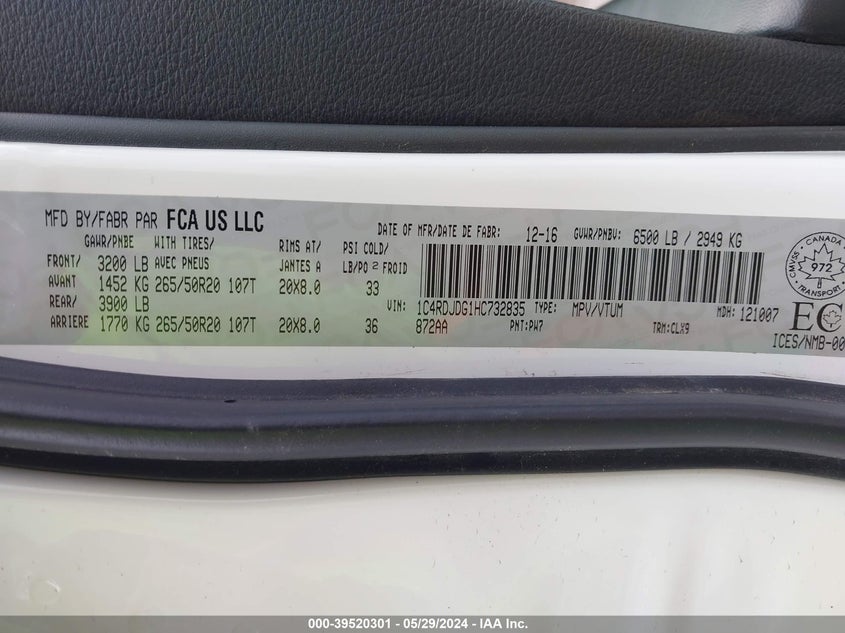 MFD BY/FABR PAR FCA US LLC
DATE OF MFR/DATE DE FABR: 12-16 GVWR/PNBV: 6500 LB / 2949 KG
GAWR/PNBE WITH TIRES/ RIMS AT/ PSI COLD/
FRONT/ 3200 LB AVEC PNEUS JANTES A LB/PO 2 FROID
AVANT 1452 KG 265/50R20 107T 20X8.0 33
REAR/ 3900 LB
ARRIERE 1770 KG 265/50R20 107T 20X8.0 36
VIN: 1C4RDJDG1HC732835 TYPE: MPV/VTUM MDH: 121007
872AA PNT:PW7 TRM:CLX9
CANADA
CMVSS 972
TRANSPORT
EC
ICES/NMB-00
000-39520301 - 05/29/2024 - IAA Inc.